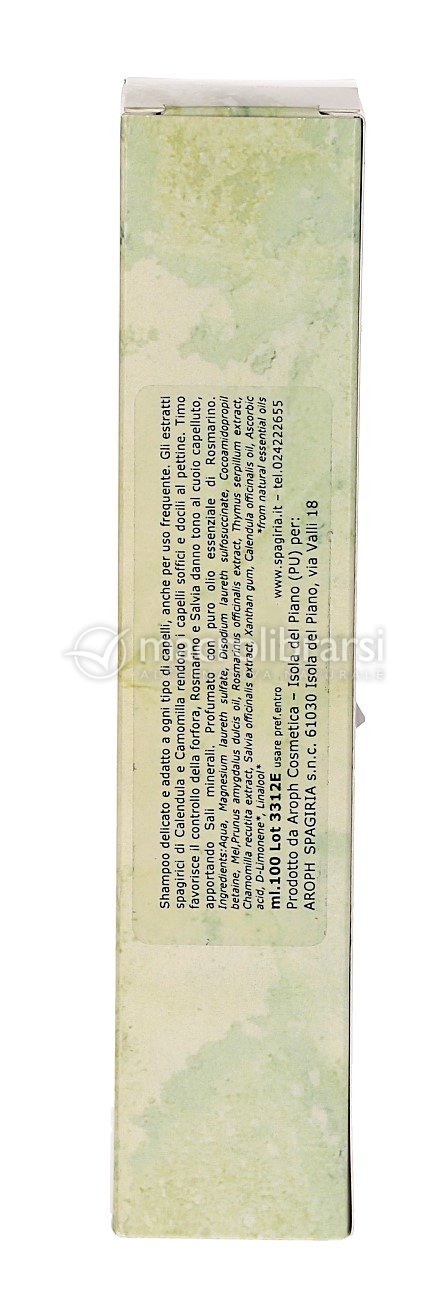 Shampoo delicato e adatto a ogni tipo di capelli, anche per uso frequente. Gli estratti
spagirici di Calendula e Camomilla rendono i capelli soffici e docili al pettine. Timo
favorisce il controllo della forfora, Rosmarino e Salvia danno tono al cuoio capelluto,
apportando Sali minerali. Profumato con puro olio essenziale di Rosmarino.
Ingredients:Aqua, Magnesium laureth sulfate, Disodium laureth sulfosuccinate, Cocoamidopropil
betaine, Mel,Prunus amygdalus dulcis oil, Rosmarinus officinalis extract, Thymus serpillum extract,
Chamomilla recutita extract, Salvia officinalis extract, Xanthan gum, Calendula officinalis oil, Ascorbic
acid, D-Limonene*, Linalool* *from natural essential oils
ml.100 Lot 3312E usare pref.entro www.spagiria.it – tel.024222655
Prodotto da Aroph Cosmetica – Isola del Piano (PU) per:
AROPH SPAGIRIA s.n.c. 61030 Isola del Piano, via Valli 18
macrolibrarsi